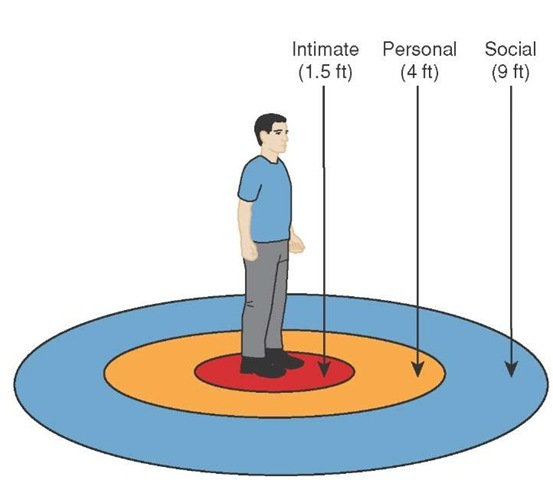 Intimate Personal Social
(1.5 ft) (4 ft) (9 ft)